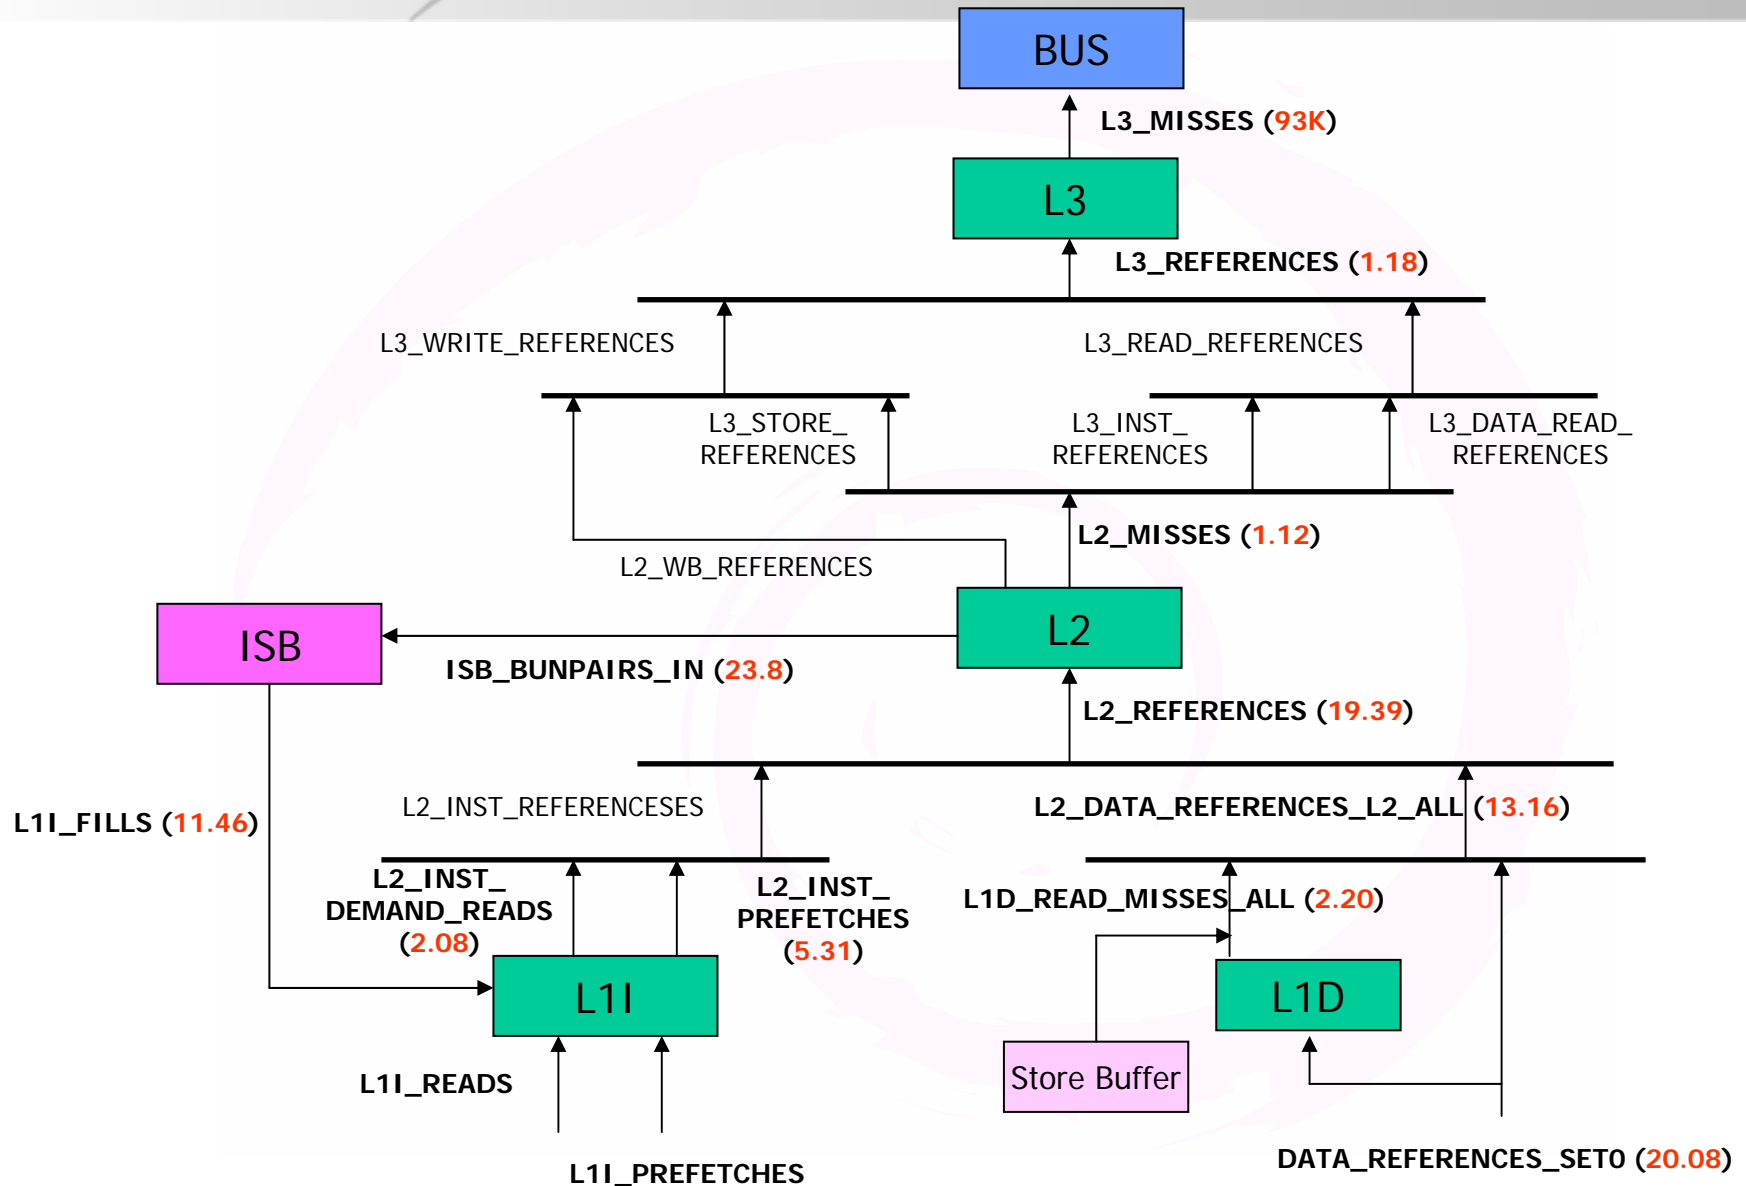 BUS
L3_MISSES (93K)
L3
L3_REFERENCES (1.18)
L3_WRITE_REFERENCES
L3_READ_REFERENCES
L3_STORE_
REFERENCES
L3_INST_
REFERENCES
L3_DATA_READ_
REFERENCES
L2_MISSES (1.12)
L2_WB_REFERENCES
ISB
L2
ISB_BUNPAIRS_IN (23.8)
L2_REFERENCES (19.39)
L2_INST_REFERENCESES
L2_DATA_REFERENCES_L2_ALL (13.16)
L1I_FILLS (11.46)
L2_INST_
DEMAND_READS
(2.08)
L2_INST_
PREFETCHES
(5.31)
L1D_READ_MISSES_ALL (2.20)
L1I
L1D
Store Buffer
L1I_READS
L1I_PREFETCHES
DATA_REFERENCES_SET0 (20.08)